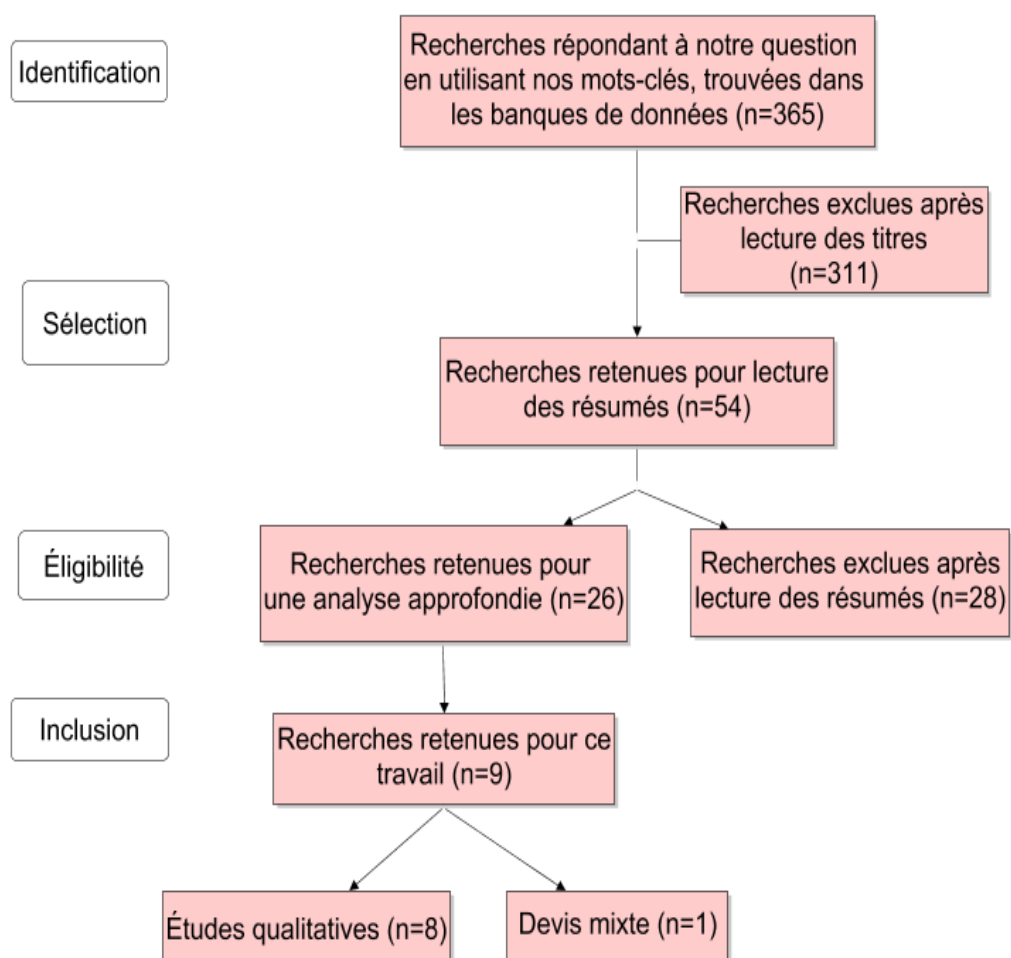 Identification
Recherches répondant à notre question
en utilisant nos mots-clés, trouvées dans
les banques de données (n=365)
Recherches exclues après
lecture des titres
(n=311)
Sélection
Recherches retenues pour lecture
des résumés (n=54)
Éligibilité
Recherches retenues pour
une analyse approfondie (n=26)
Recherches exclues après
lecture des résumés (n=28)
Inclusion
Recherches retenues pour ce
travail (n=9)
Études qualitatives (n=8)
Devis mixte (n=1)